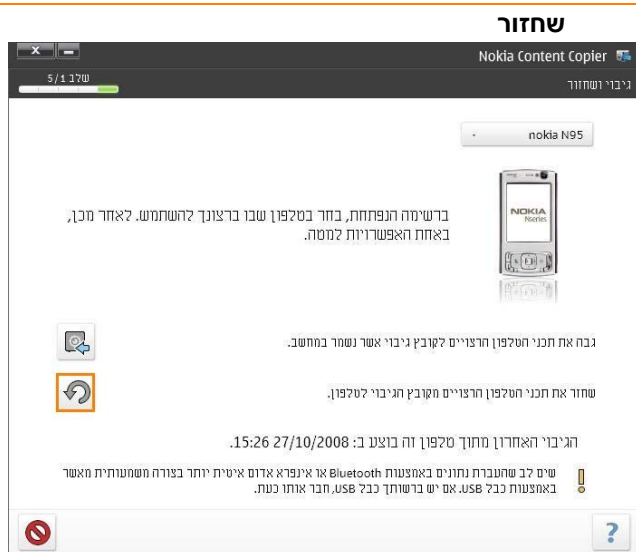 שחזור
Nokia Content Copier
גיבוי ושחזור
שלב 5/1
nokia N95
NOKIA
Nseries
ברשימה הנפתחת, בחר בטלפון שבו ברצונך להשתמש. לאחר מכן,
באחת האפשרויות למטה.
גבה את תכני הטלפון הרצויים לקובץ גיבוי אשר נשמר במחשב.
שחזר את תכני הטלפון הרצויים מקובץ הגיבוי לטלפון.
הגיבוי האחרון מתוך טלפון זה בוצע ב: 27/10/2008 15:26.
שים לב שהעברת נתונים באמצעות Bluetooth או אינפרא אדום איטית יותר בצורה משמעותית מאשר
באמצעות כבל USB. אם יש ברשותך כבל USB, חבר אותו כעת.